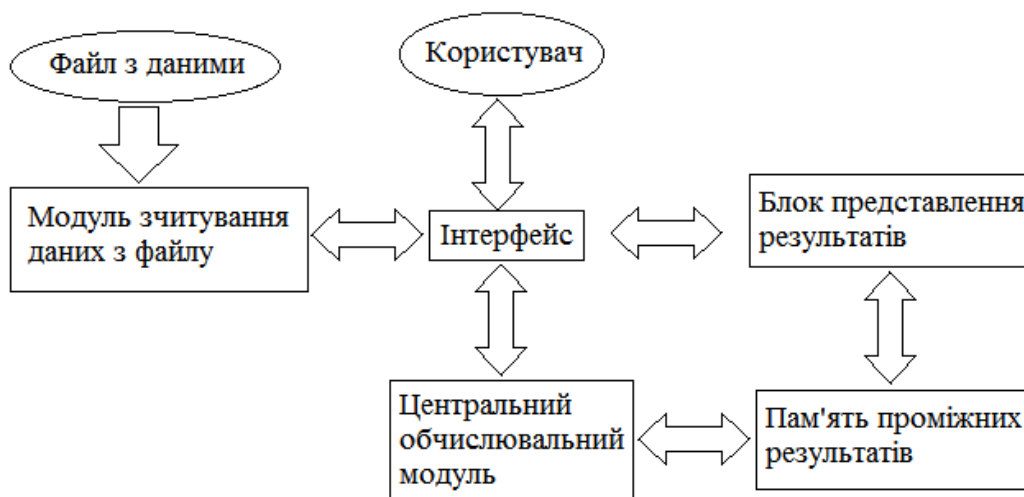 Файл з даними
Користувач
Модуль зчитування
даних з файлу
Інтерфейс
Блок представлення
результатів
Центральний
обчислювальний
модуль
Пам'ять проміжних
результатів